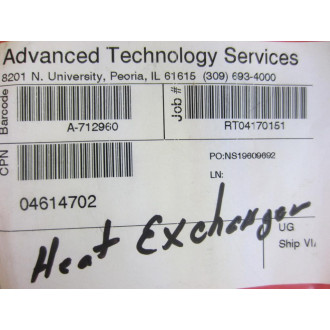 Advanced Technology Services
8201 N. University, Peoria, IL 61615 (309) 693-4000
Barcode
A-712960
Job #
RT04170151
CPN
04614702
PO:NS19609692
LN:
Heat Exchanger
UG
Ship Via